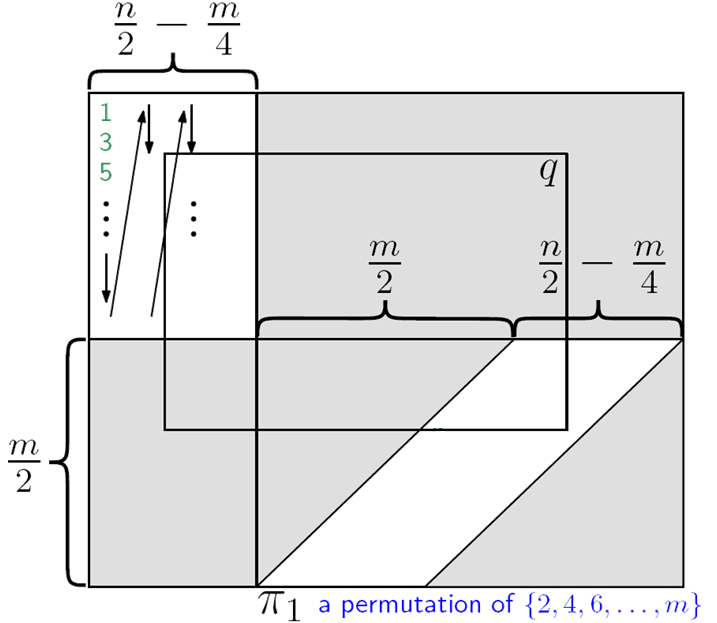 n/2 − m/4
1
3
5
⋮ ⋮
q
m/2 n/2 − m/4
m/2
π₁ a permutation of {2, 4, 6, . . . , m}